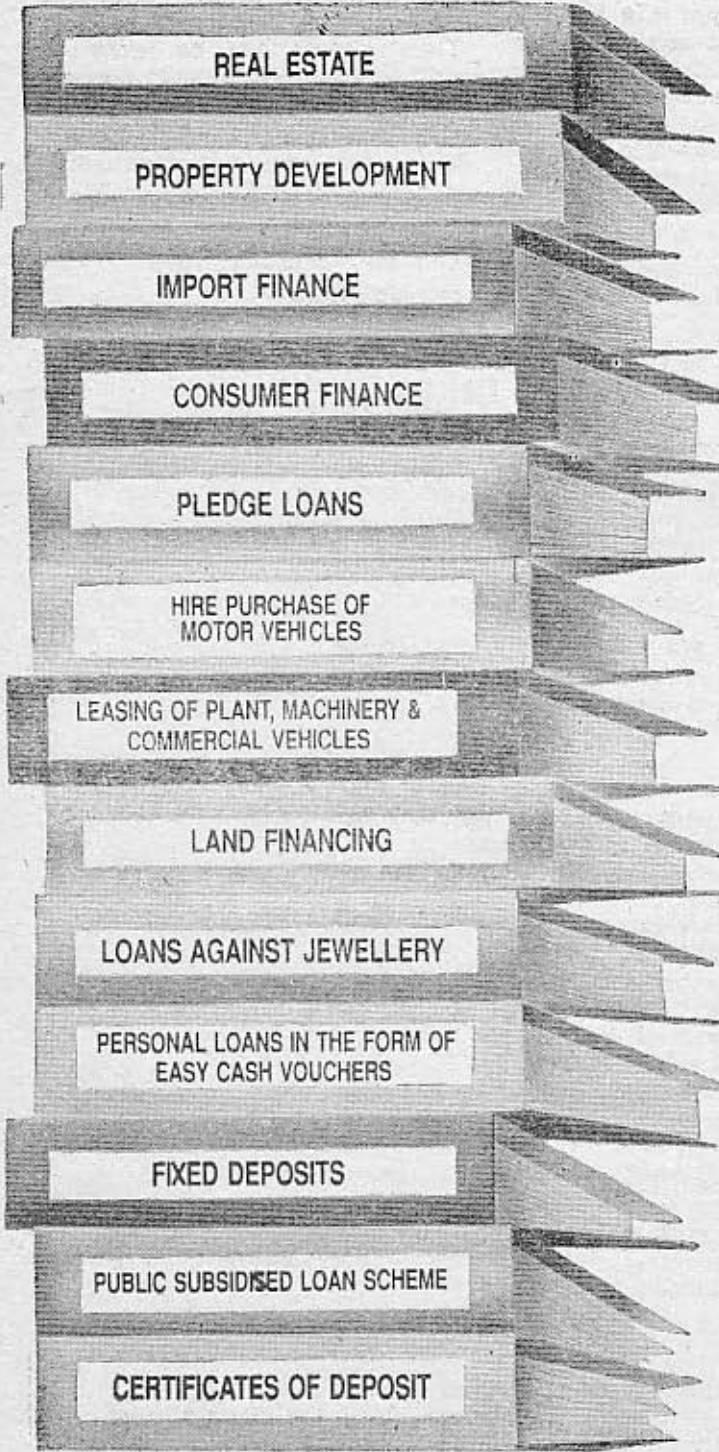 REAL ESTATE
PROPERTY DEVELOPMENT
IMPORT FINANCE
CONSUMER FINANCE
PLEDGE LOANS
HIRE PURCHASE OF
MOTOR VEHICLES
LEASING OF PLANT, MACHINERY &
COMMERCIAL VEHICLES
LAND FINANCING
LOANS AGAINST JEWELLERY
PERSONAL LOANS IN THE FORM OF
EASY CASH VOUCHERS
FIXED DEPOSITS
PUBLIC SUBSIDISED LOAN SCHEME
CERTIFICATES OF DEPOSIT